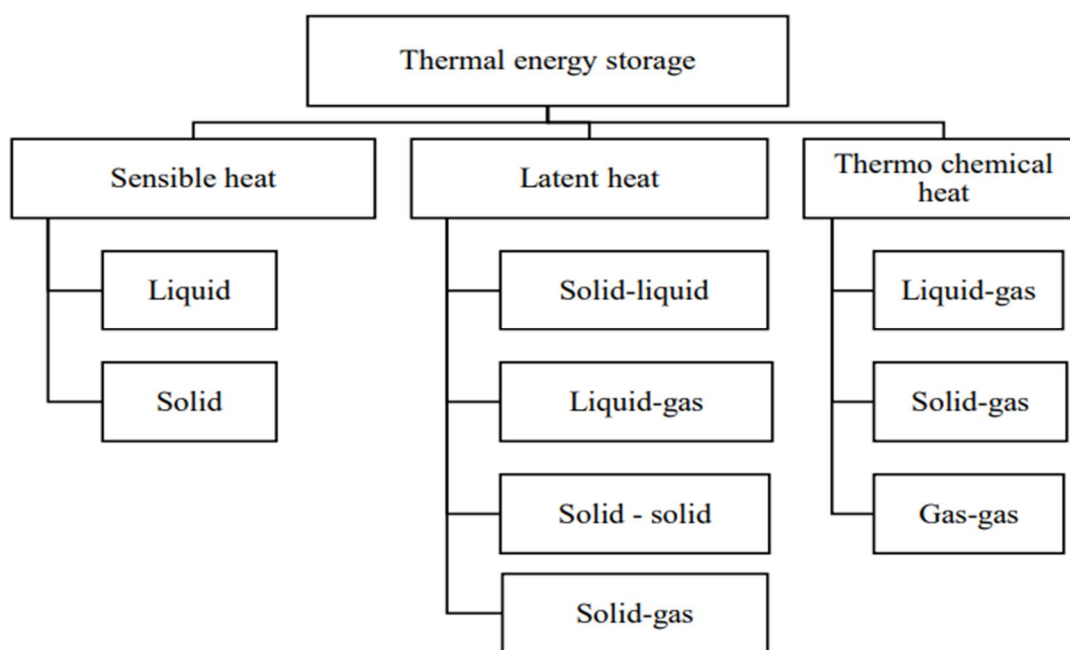 Thermal energy storage
Sensible heat
Liquid
Solid
Latent heat
Solid-liquid
Liquid-gas
Solid - solid
Solid-gas
Thermo chemical
heat
Liquid-gas
Solid-gas
Gas-gas